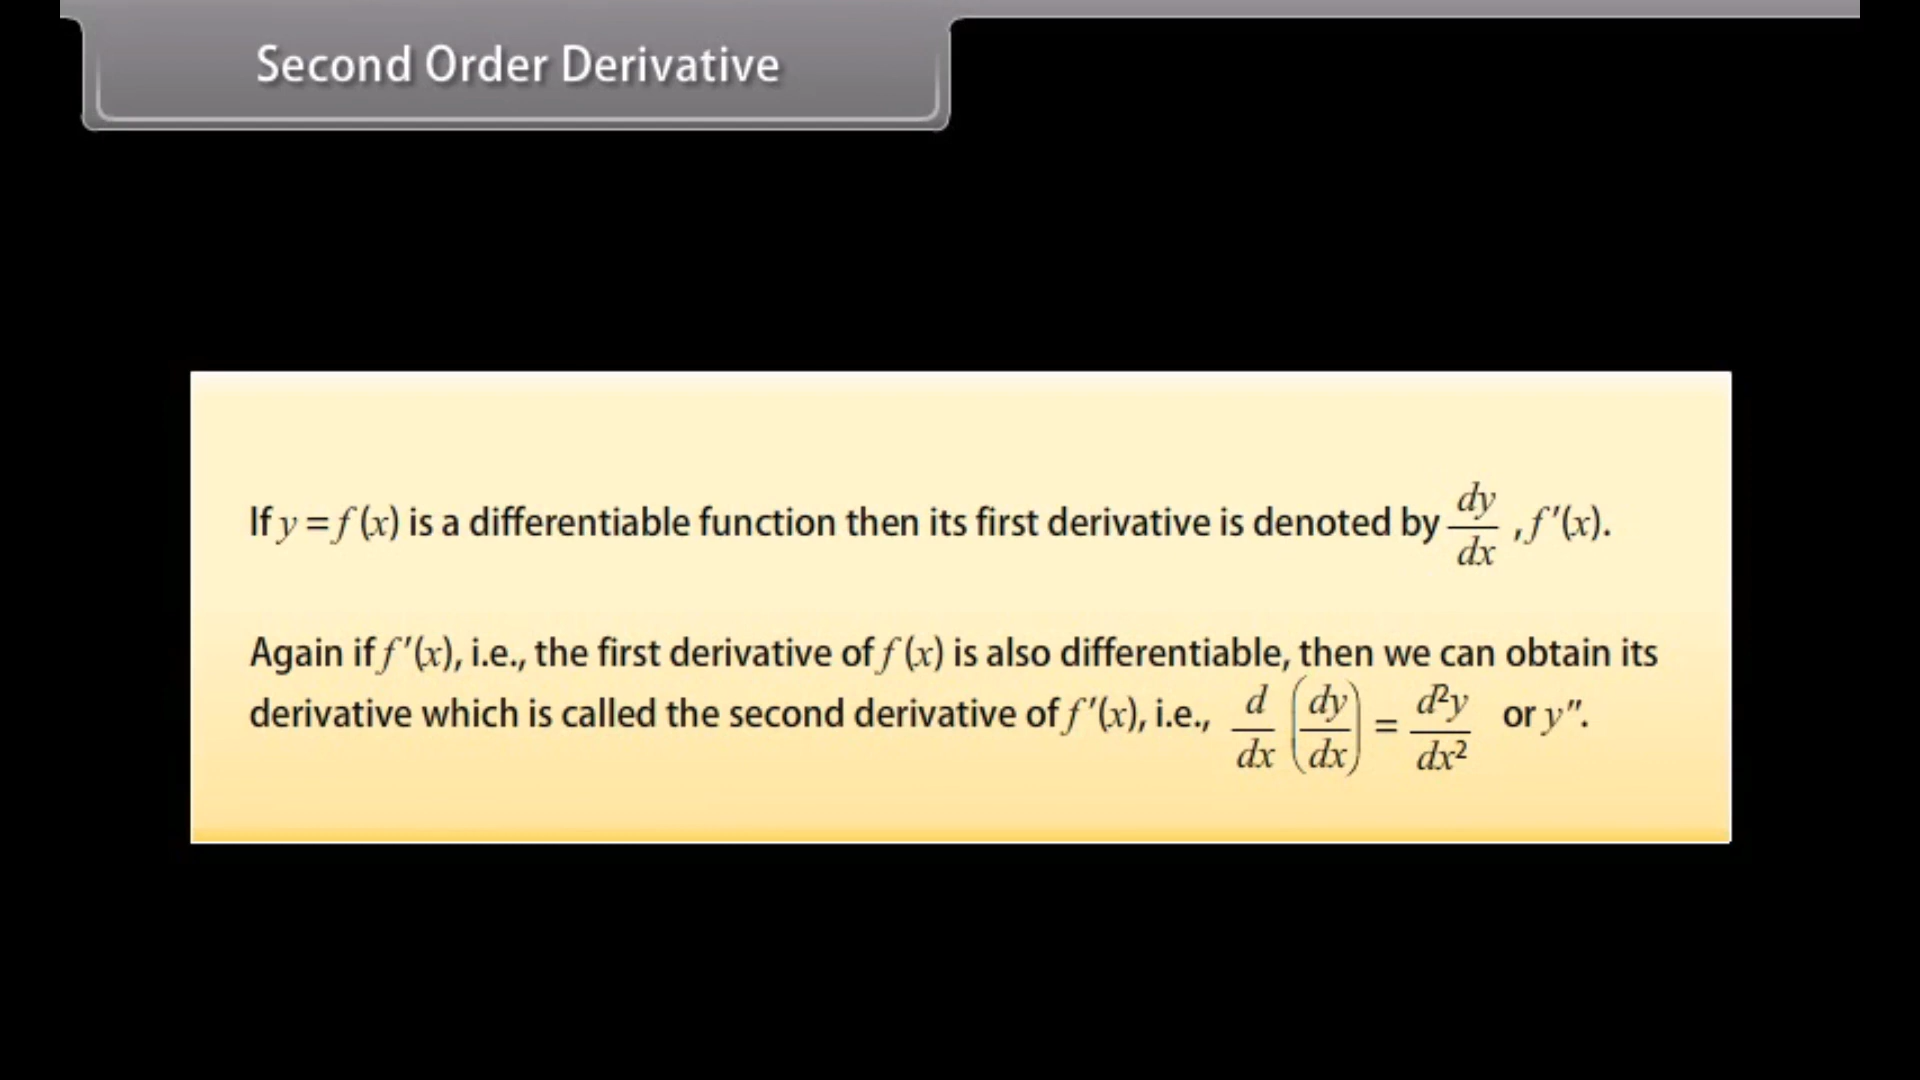 Second Order Derivative
If y = f (x) is a differentiable function then its first derivative is denoted by dy/dx , f ′(x).
Again if f ′(x), i.e., the first derivative of f (x) is also differentiable, then we can obtain its
derivative which is called the second derivative of f ′(x), i.e., d/dx (dy/dx) = d²y/dx² or y″.